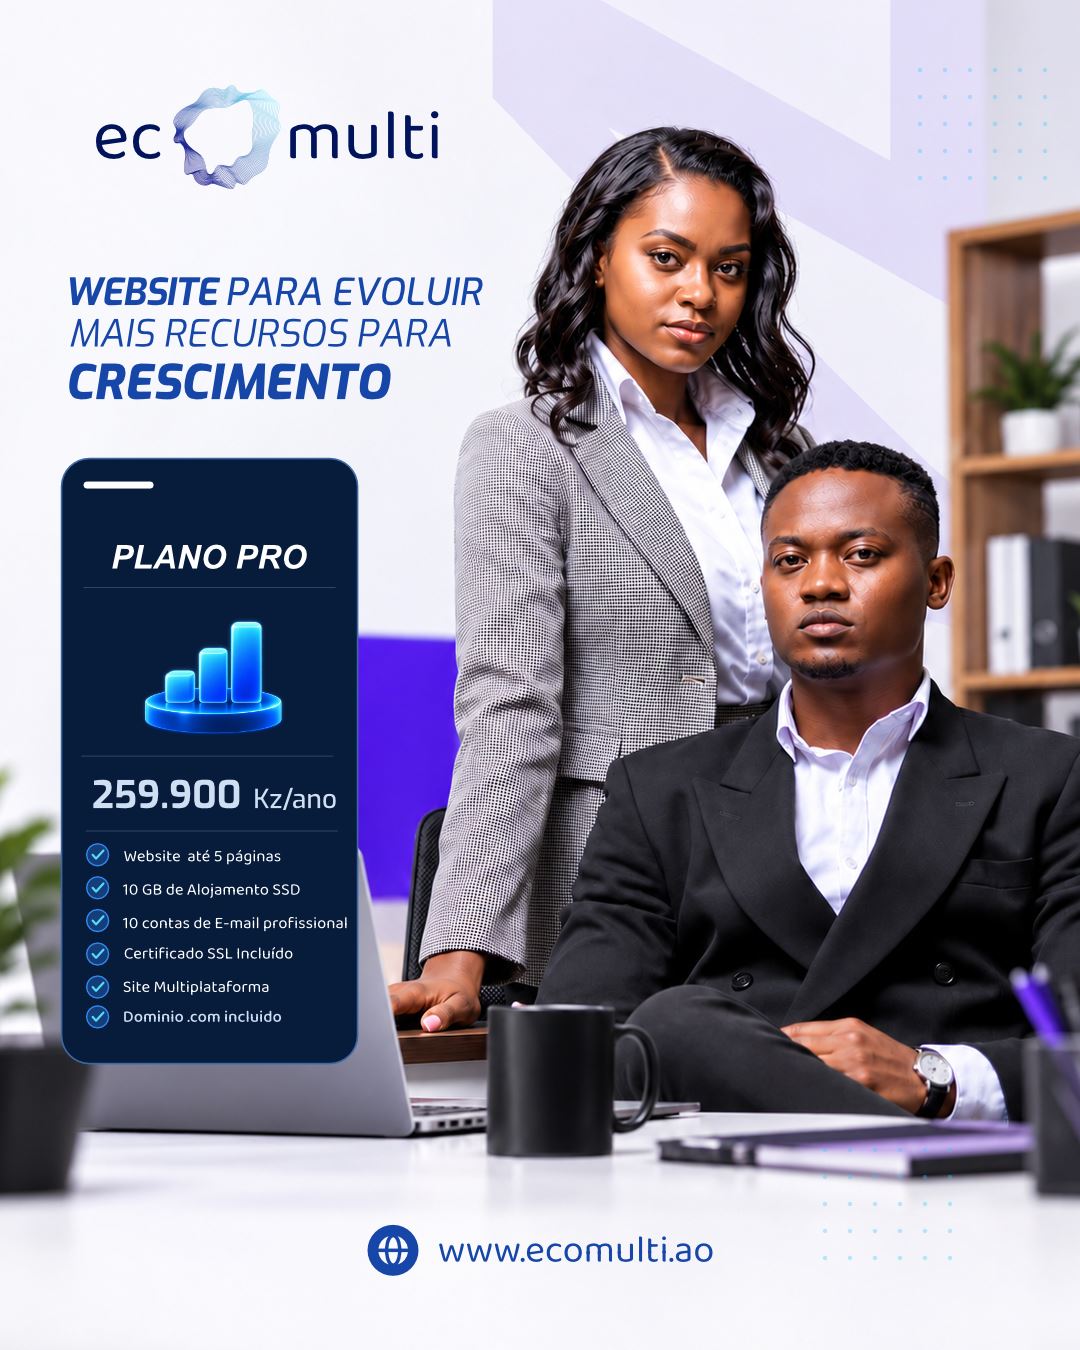 ecomulti
WEBSITE PARA EVOLUIR
MAIS RECURSOS PARA
CRESCIMENTO
PLANO PRO
259.900 Kz/ano
Website até 5 páginas
10 GB de Alojamento SSD
10 contas de E-mail profissional
Certificado SSL Incluído
Site Multiplataforma
Dominio .com incluido
www.ecomulti.ao